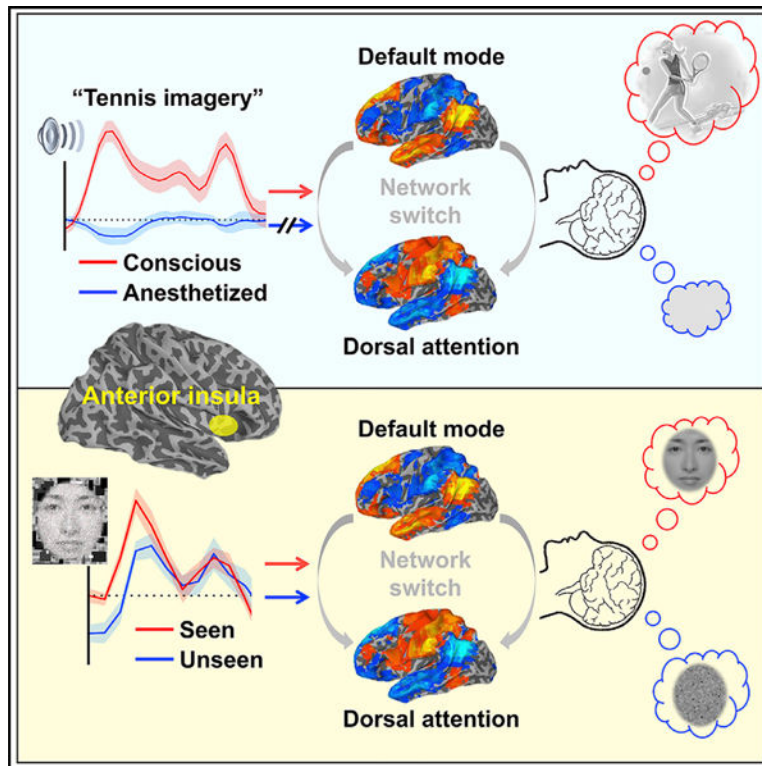 Default mode
“Tennis imagery”
Network
switch
Conscious
Anesthetized
Dorsal attention
Anterior insula
Default mode
Network
switch
Seen
Unseen
Dorsal attention